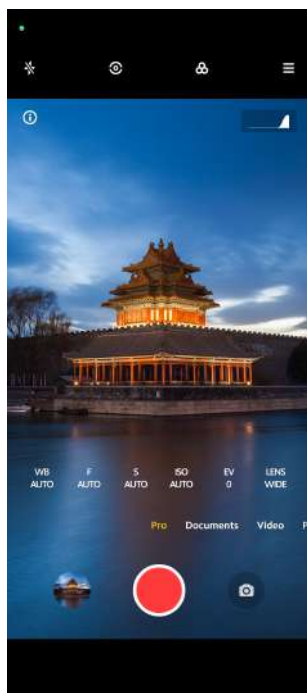 WB F S ISO EV LENS
AUTO AUTO AUTO AUTO 0 WIDE
Pro Documents Video P